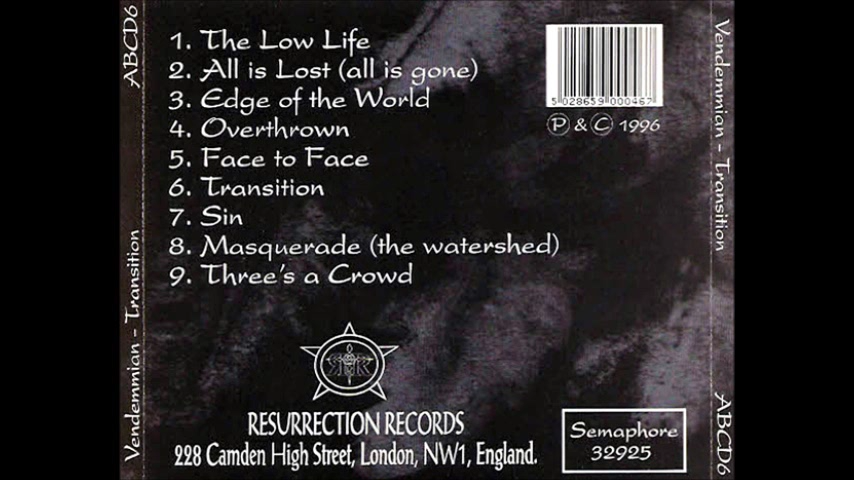 ABCD6
Vendemmian - Transition
1. The Low Life
2. All is Lost (all is gone)
3. Edge of the World
4. Overthrown
5. Face to Face
6. Transition
7. Sin
8. Masquerade (the watershed)
9. Three's a Crowd
5 028659 000467
P & C 1996
RR
RESURRECTION RECORDS
228 Camden High Street, London, NW1, England.
Semaphore
32925
Vendemmian - Transition
ABCD6